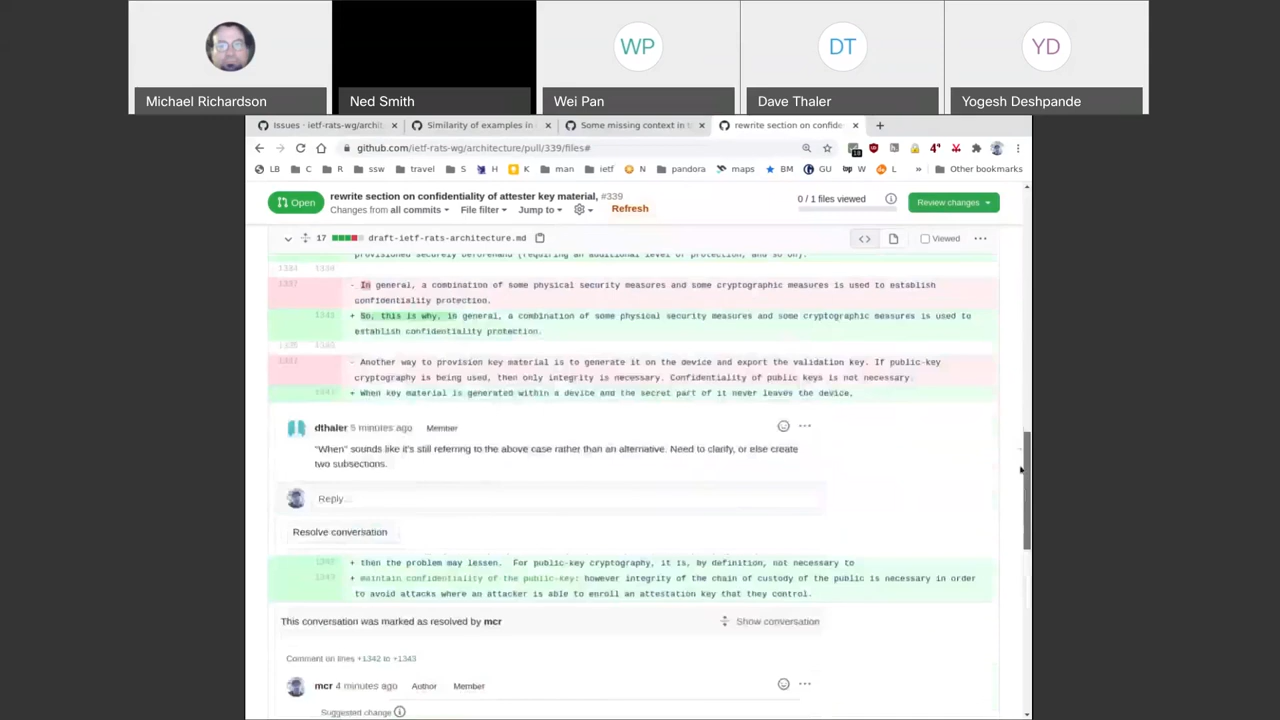 WP
DT
YD
Michael Richardson
Ned Smith
Wei Pan
Dave Thaler
Yogesh Deshpande
Issues · ietf-rats-wg/archit
Similarity of examples in
Some missing context in t
rewrite section on confide
github.com/ietf-rats-wg/architecture/pull/339/files#
LB C R ssw travel S H K man ietf N pandora maps BM GU W L » Other bookmarks
rewrite section on confidentiality of attester key material, #339
Open
Changes from all commits File filter Jump to Refresh
0 / 1 files viewed
Review changes
17 draft-ietf-rats-architecture.md
Viewed
provisioned securely beforehand (requiring an additional level of protection, and so on).
- In general, a combination of some physical security measures and some cryptographic measures is used to establish
confidentiality protection.
+ So, this is why, in general, a combination of some physical security measures and some cryptographic measures is used to
establish confidentiality protection.
- Another way to provision key material is to generate it on the device and export the validation key. If public-key
cryptography is being used, then only integrity is necessary. Confidentiality of public keys is not necessary.
+ When key material is generated within a device and the secret part of it never leaves the device,
dthaler 5 minutes ago Member
"When" sounds like it's still referring to the above case rather than an alternative. Need to clarify, or else create
two subsections.
Reply...
Resolve conversation
+ then the problem may lessen. For public-key cryptography, it is, by definition, not necessary to
1343 + maintain confidentiality of the public-key: however integrity of the chain of custody of the public is necessary in order
to avoid attacks where an attacker is able to enroll an attestation key that they control.
This conversation was marked as resolved by mcr
Show conversation
Comment on lines +1342 to +1343
mcr 4 minutes ago Author Member
Suggested change